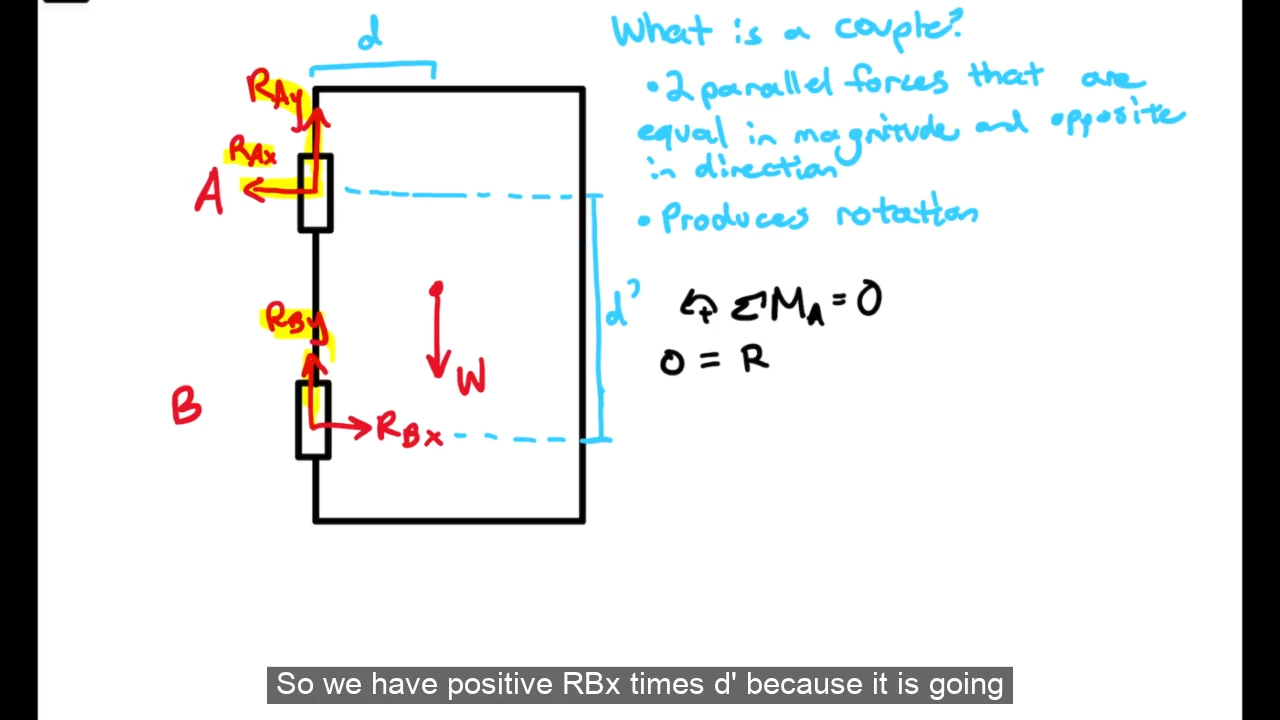 d
What is a couple?
• 2 parallel forces that are
equal in magnitude and opposite
in direction
• Produces rotation
RAy
RAx
A
d'
↶+ ΣMA = 0
0 = R
RBy
W
B
RBx
So we have positive RBx times d' because it is going